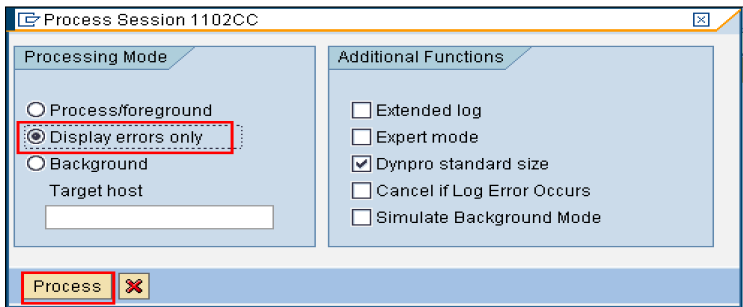 Process Session 1102CC
Processing Mode
Process/foreground
Display errors only
Background
Target host
Additional Functions
Extended log
Expert mode
Dynpro standard size
Cancel if Log Error Occurs
Simulate Background Mode
Process